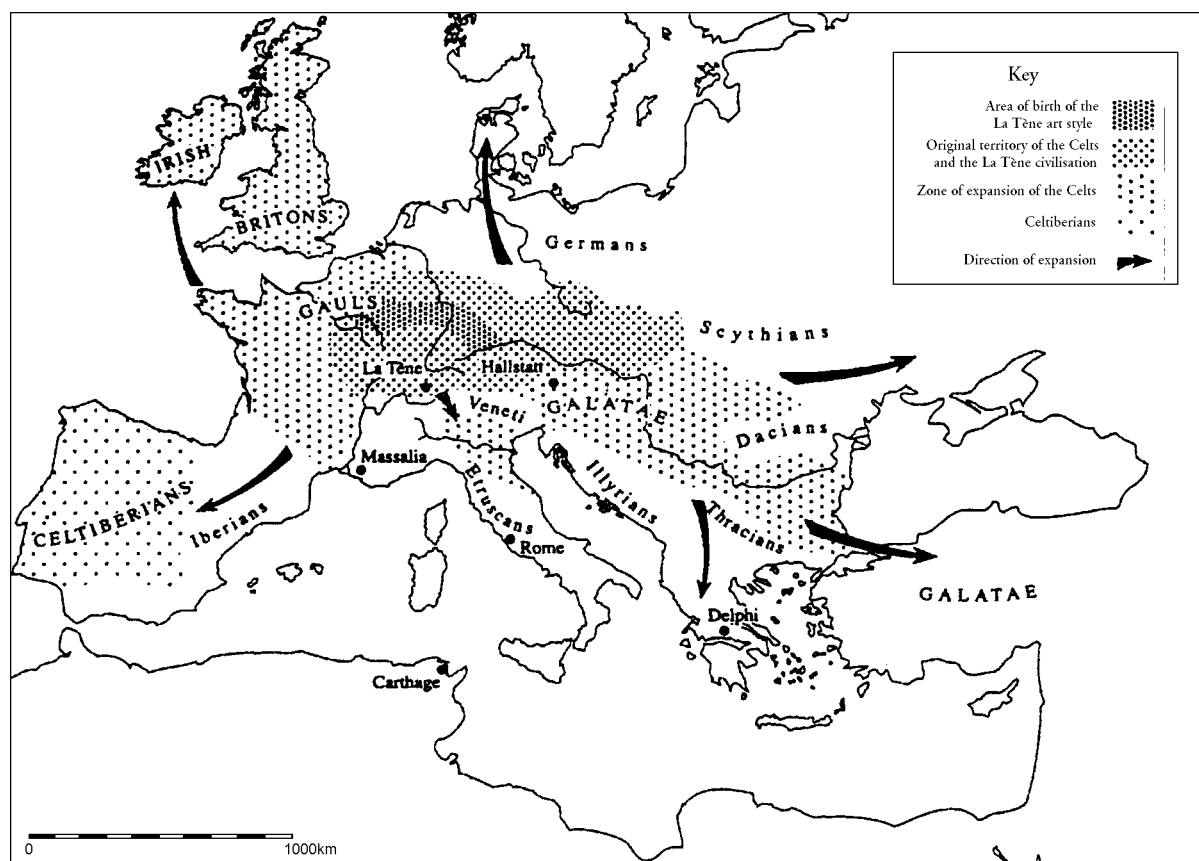 Key
Area of birth of the
La Tène art style
Original territory of the Celts
and the La Tène civilisation
Zone of expansion of the Celts
Celtiberians
Direction of expansion
IRISH
BRITONS
Germans
GAULS
Scythians
La Tène
Hallstatt
Veneti
GALATAE
Dacians
Massalia
Etruscans
Illyrians
CELTIBERIANS
Iberians
Thracians
Rome
GALATAE
Delphi
Carthage
0 1000km